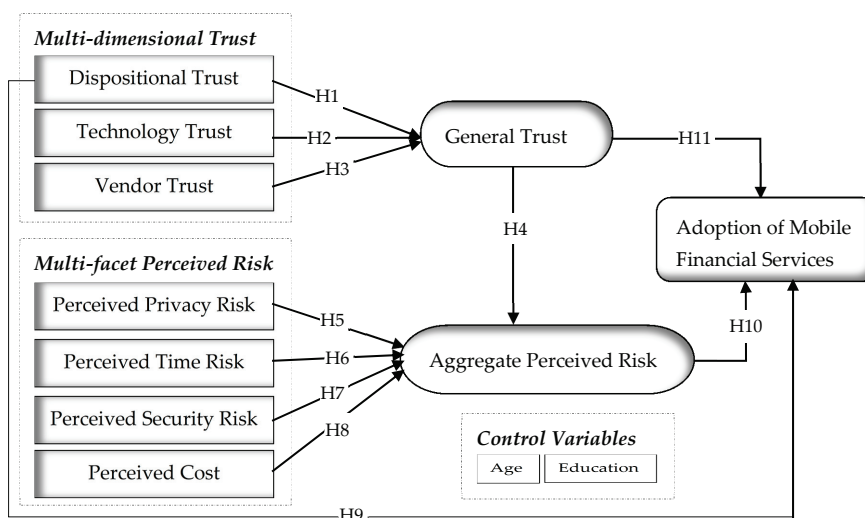 Multi-dimensional Trust
Dispositional Trust
Technology Trust
Vendor Trust
H1
H2
H3
General Trust
H11
H4
Adoption of Mobile
Financial Services
Multi-facet Perceived Risk
Perceived Privacy Risk
Perceived Time Risk
Perceived Security Risk
Perceived Cost
H5
H6
H7
H8
Aggregate Perceived Risk
H10
Control Variables
Age
Education
H9